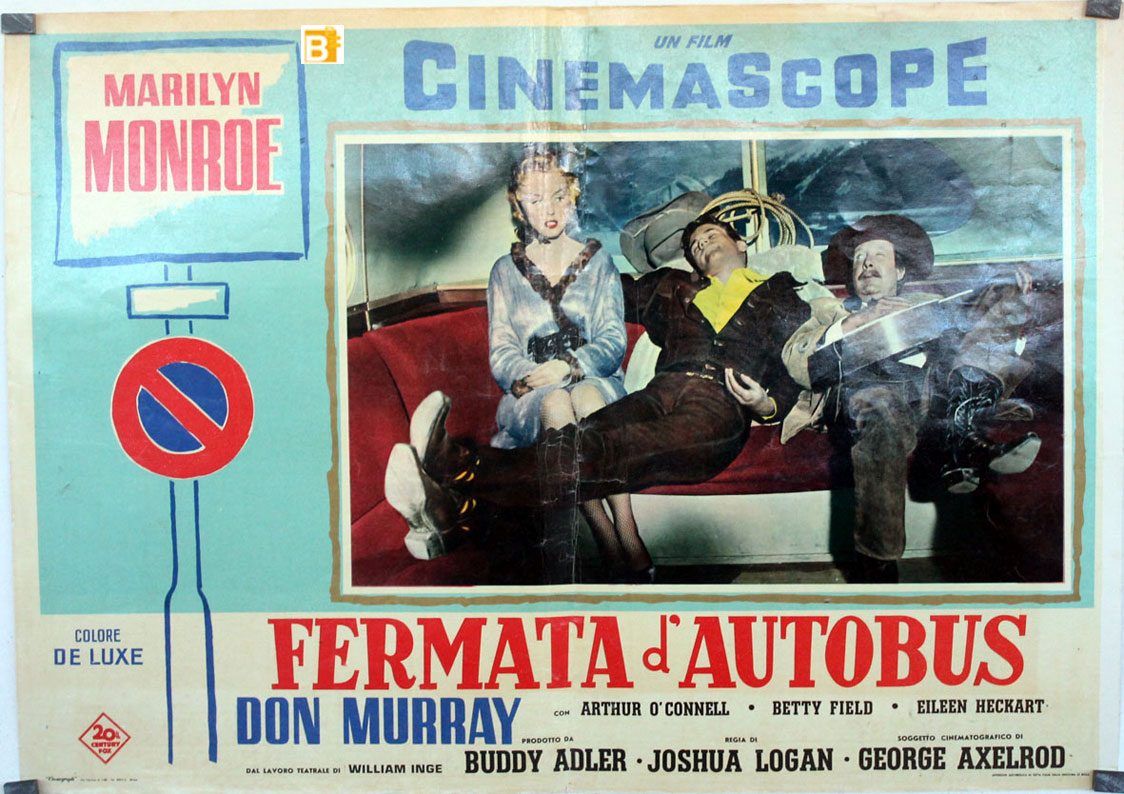 B
MARILYN
MONROE
UN FILM
CINEMASCOPE
COLORE
DE LUXE
FERMATA d'AUTOBUS
DON MURRAY
CON ARTHUR O'CONNELL • BETTY FIELD • EILEEN HECKART
20th
CENTURY
FOX
DAL LAVORO TEATRALE DI WILLIAM INGE
PRODOTTO DA
BUDDY ADLER •
REGIA DI
JOSHUA LOGAN •
SOGGETTO CINEMATOGRAFICO DI
GEORGE AXELROD